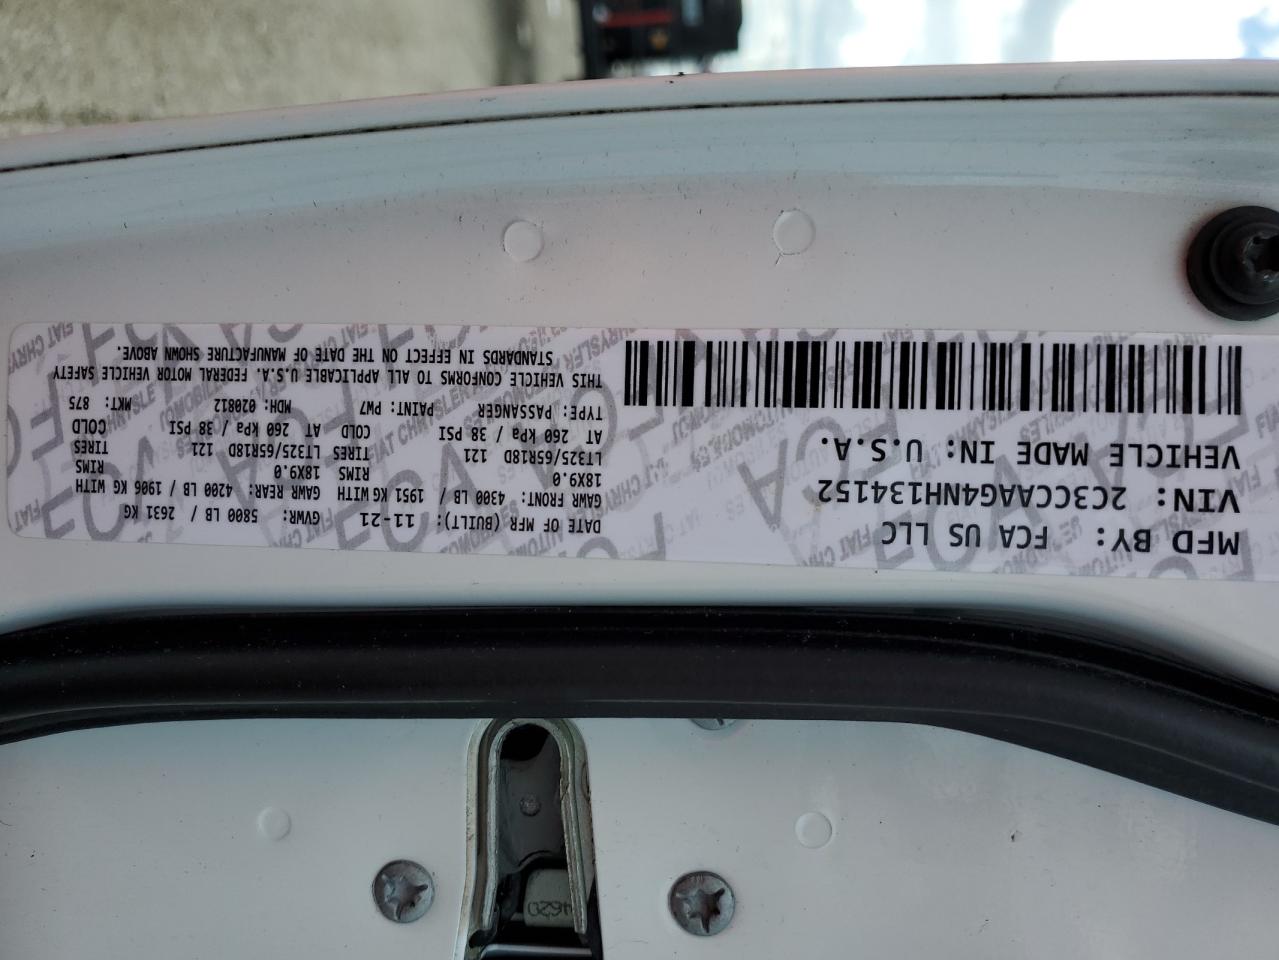 MFD BY: FCA US LLC
VIN: 2C3CCAAG4NH134152
VEHICLE MADE IN: U.S.A.
DATE OF MFR (BUILT): 11-21 GVWR: 5800 LB / 2631 KG
GAWR FRONT: 4300 LB / 1951 KG WITH GAWR REAR: 4200 LB / 1906 KG WITH
18X9.0 RIMS 18X9.0 RIMS
LT325/65R18D 121 TIRES LT325/65R18D 121 TIRES
AT 260 kPa / 38 PSI COLD AT 260 kPa / 38 PSI COLD
TYPE: PASSENGER PAINT: PW7 MDH: 020812 MKT: 875
THIS VEHICLE CONFORMS TO ALL APPLICABLE U.S.A. FEDERAL MOTOR VEHICLE SAFETY
STANDARDS IN EFFECT ON THE DATE OF MANUFACTURE SHOWN ABOVE.